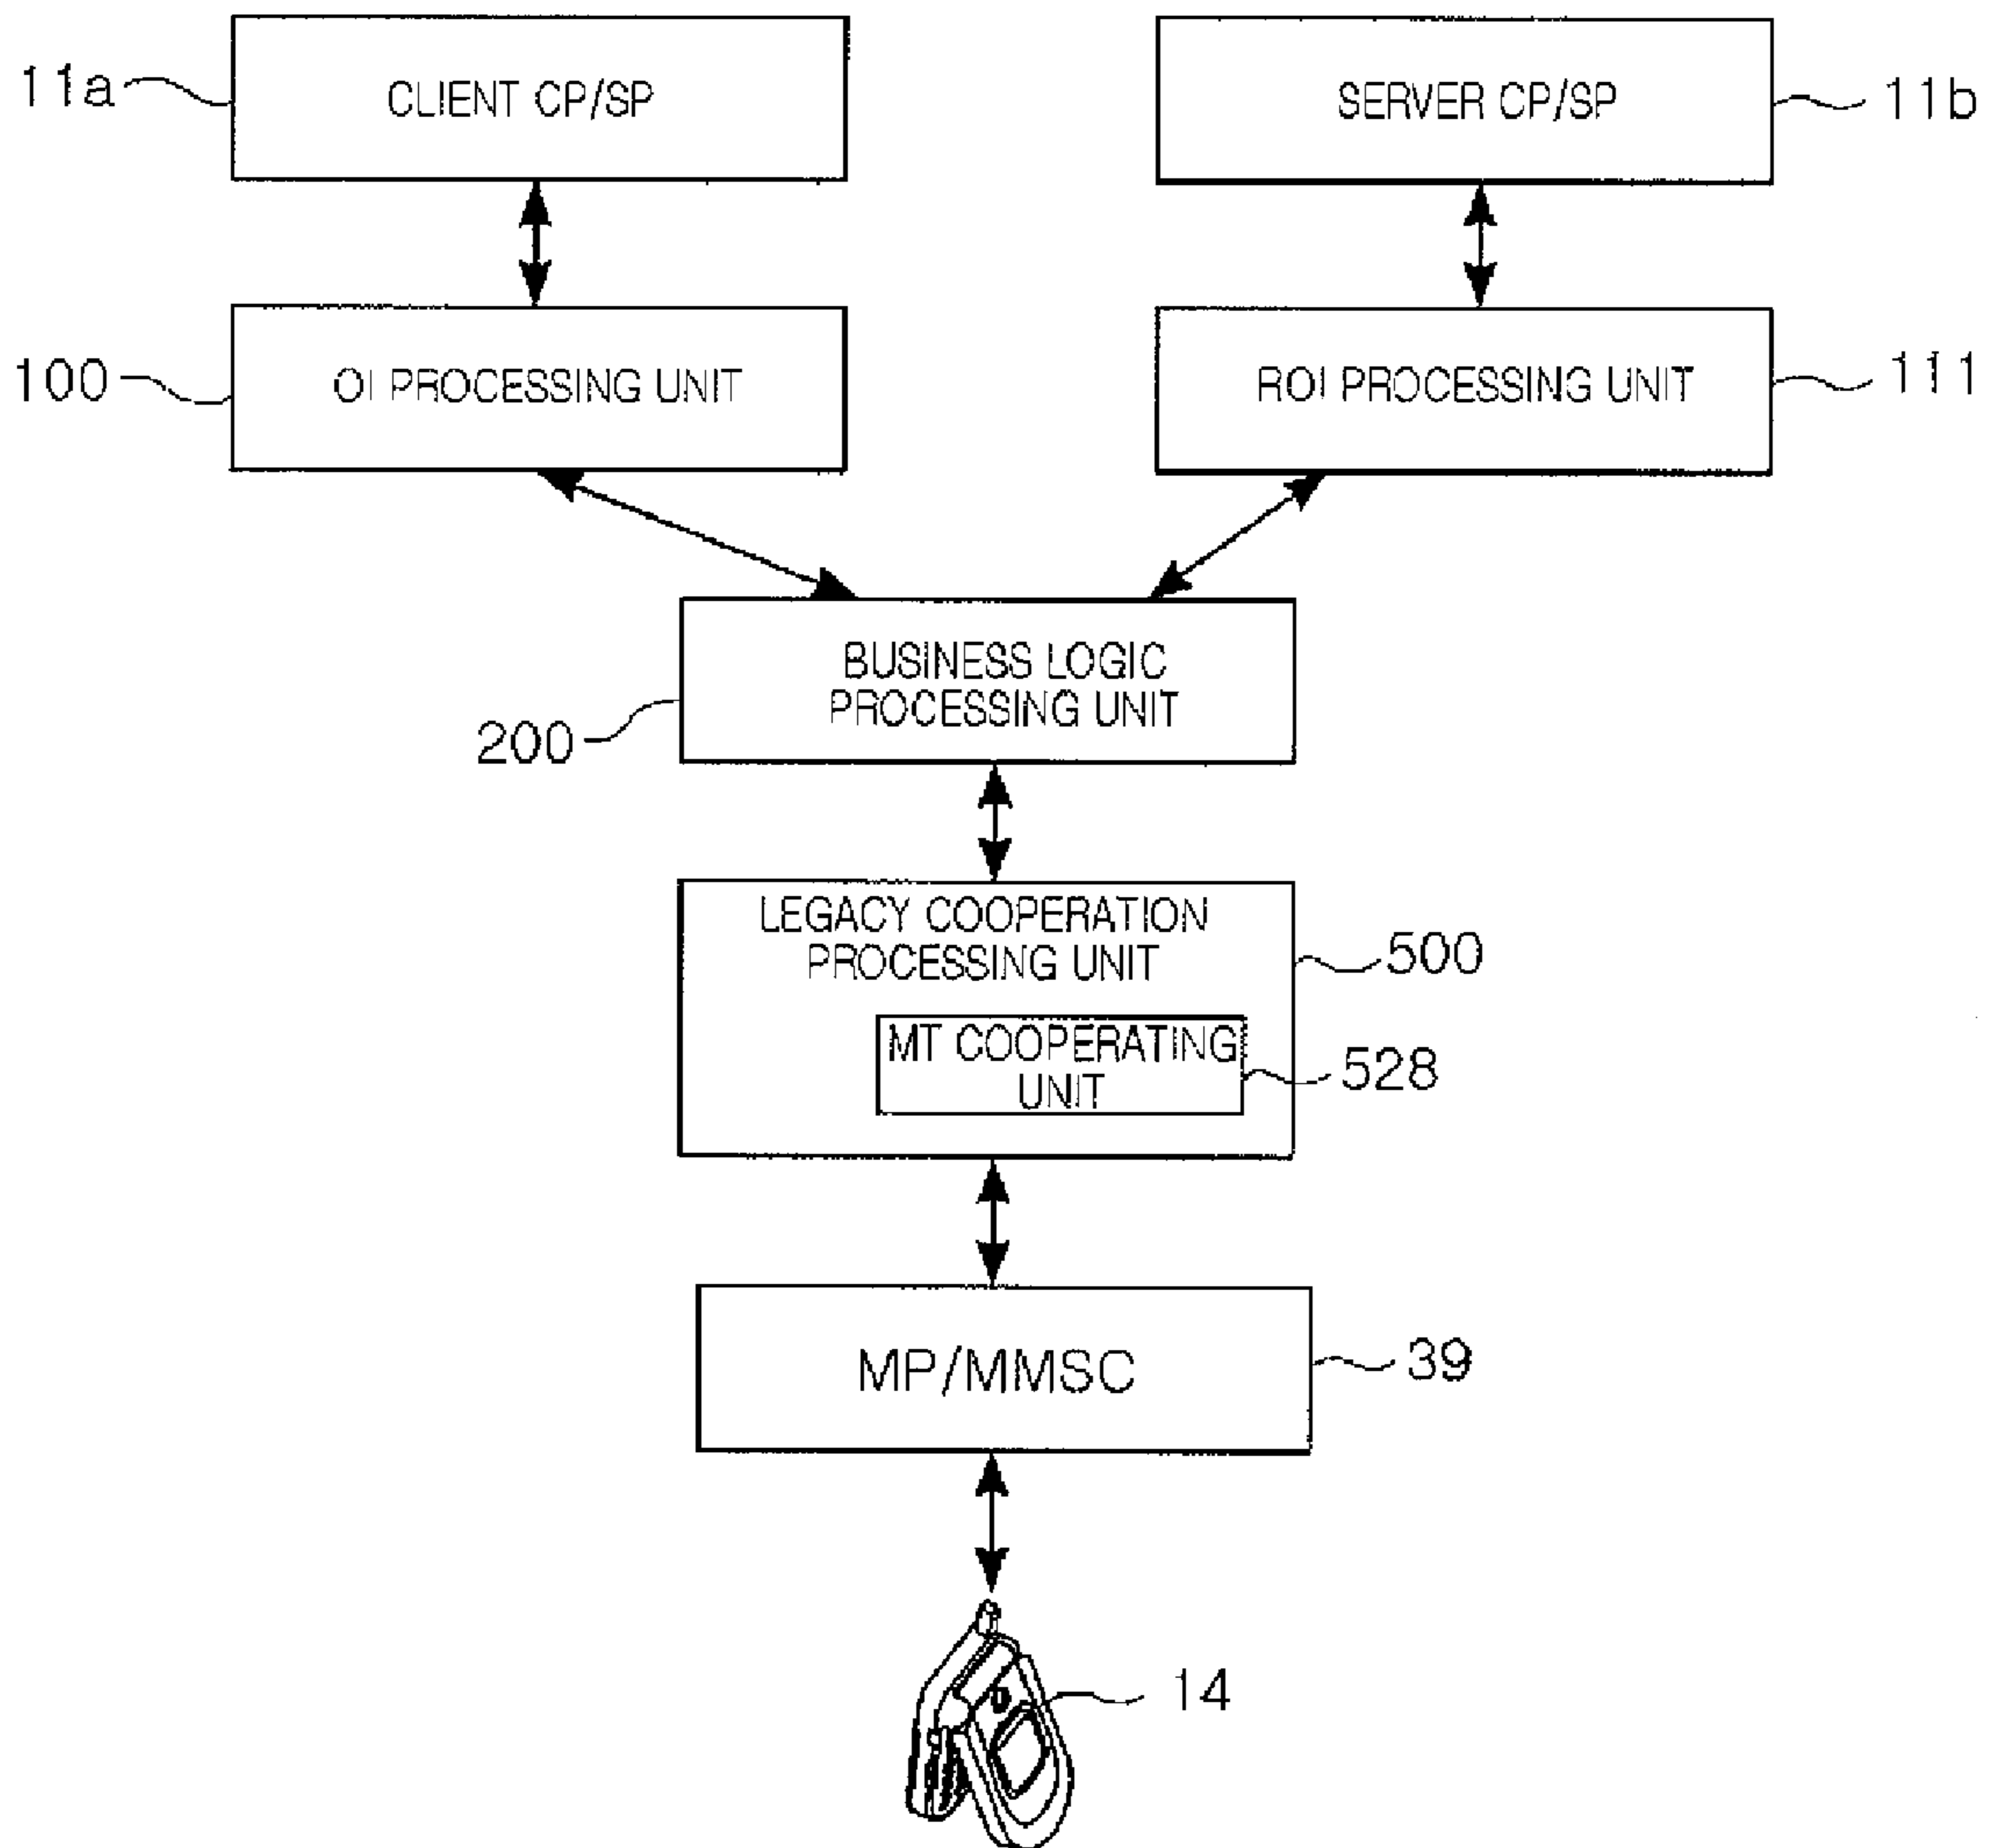 11a
CLIENT CP/SP
SERVER CP/SP
11b
100
OI PROCESSING UNIT
ROI PROCESSING UNIT
111
BUSINESS LOGIC
PROCESSING UNIT
200
LEGACY COOPERATION
PROCESSING UNIT
500
MT COOPERATING
UNIT
528
MP/MMSC
39
14